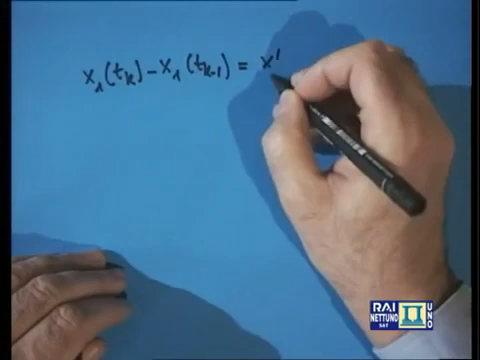 x₁(tₖ) – x₁(tₖ₋₁) = x'
RAI
NETTUNO
SAT
UNO